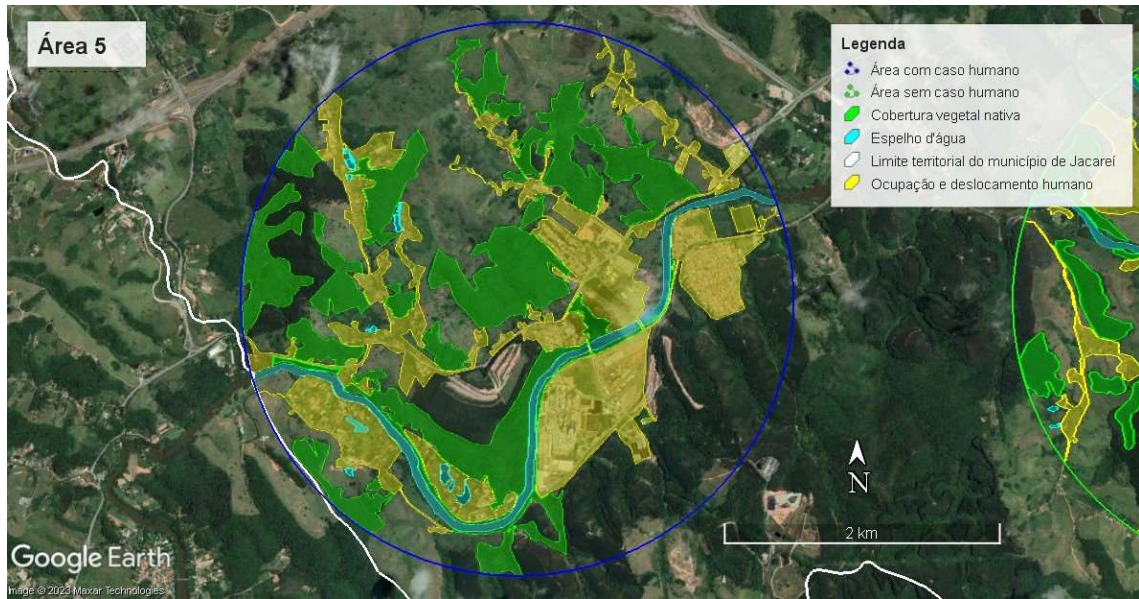 Área 5
Legenda
Área com caso humano
Área sem caso humano
Cobertura vegetal nativa
Espelho d'água
Limite territorial do município de Jacareí
Ocupação e deslocamento humano
N
2 km
Google Earth
Image © 2023 Maxar Technologies